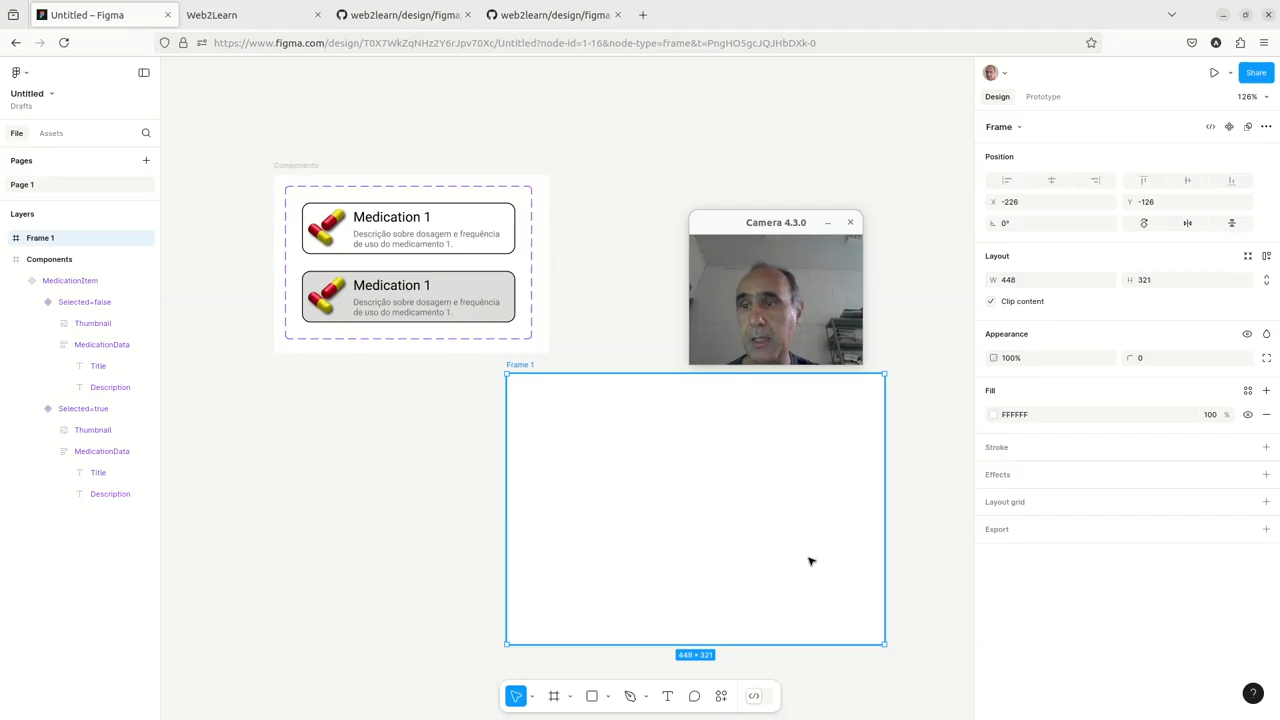 Untitled – Figma
Web2Learn
web2learn/design/figma,
web2learn/design/figma
https://www.figma.com/design/T0X7WkZqNHz2Y6rJpv70Xc/Untitled?node-id=1-16&node-type=frame&t=PngHO5gcJQJHbDXk-0
Untitled
Drafts
File
Assets
Pages
Page 1
Layers
Frame 1
Components
MedicationItem
Selected=false
Thumbnail
MedicationData
Title
Description
Selected=true
Thumbnail
MedicationData
Title
Description
Components
Medication 1
Descrição sobre dosagem e frequência
de uso do medicamento 1.
Medication 1
Descrição sobre dosagem e frequência
de uso do medicamento 1.
Camera 4.3.0
Frame 1
448 × 321
Share
Design
Prototype
126%
Frame
Position
X -226
Y -126
0°
Layout
W 448
H 321
Clip content
Appearance
100%
0
Fill
FFFFFF
100 %
Stroke
Effects
Layout grid
Export